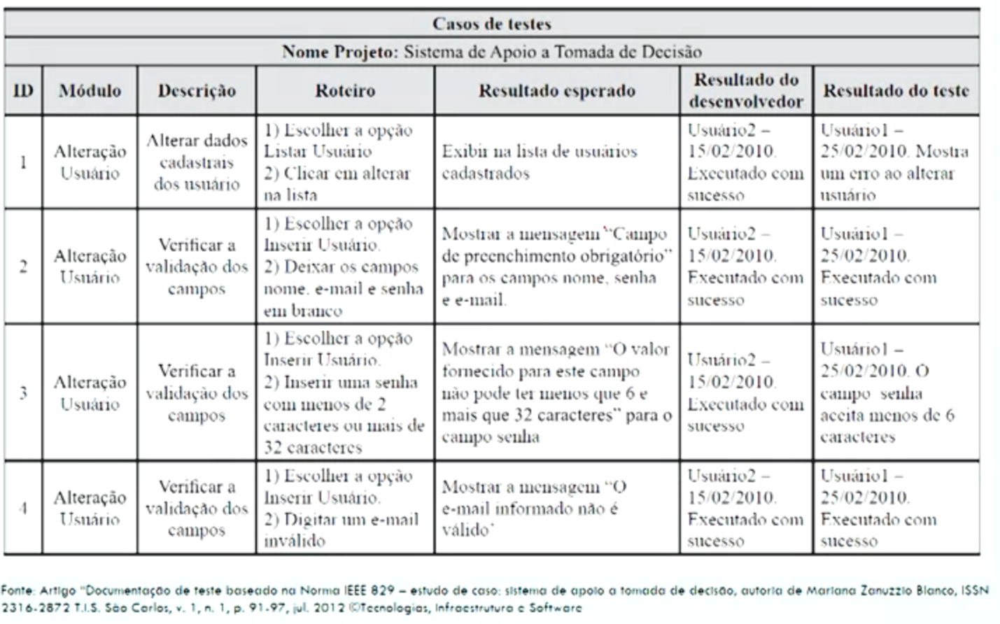 Casos de testes
Nome Projeto: Sistema de Apoio a Tomada de Decisão
ID
Módulo
Descrição
Roteiro
Resultado esperado
Resultado do
desenvolvedor
Resultado do teste
1
Alteração
Usuário
Alterar dados
cadastrais
dos usuário
1) Escolher a opção
Listar Usuário
2) Clicar em alterar
na lista
Exibir na lista de usuários
cadastrados
Usuário2 –
15/02/2010.
Executado com
sucesso
Usuário1 –
25/02/2010. Mostra
um erro ao alterar
usuário
2
Alteração
Usuário
Verificar a
validação dos
campos
1) Escolher a opção
Inserir Usuário.
2) Deixar os campos
nome, e-mail e senha
em branco
Mostrar a mensagem “Campo
de preenchimento obrigatório”
para os campos nome, senha
e e-mail.
Usuário2 –
15/02/2010.
Executado com
sucesso
Usuário1 –
25/02/2010.
Executado com
sucesso
3
Alteração
Usuário
Verificar a
validação dos
campos
1) Escolher a opção
Inserir Usuário.
2) Inserir uma senha
com menos de 2
caracteres ou mais de
32 caracteres
Mostrar a mensagem “O valor
fornecido para este campo
não pode ter menos que 6 e
mais que 32 caracteres” para o
campo senha
Usuário2 –
15/02/2010.
Executado com
sucesso
Usuário1 –
25/02/2010. O
campo senha
aceita menos de 6
caracteres
4
Alteração
Usuário
Verificar a
validação dos
campos
1) Escolher a opção
Inserir Usuário.
2) Digitar um e-mail
inválido
Mostrar a mensagem “O
e-mail informado não é
válido’
Usuário2 –
15/02/2010.
Executado com
sucesso
Usuário1 –
25/02/2010.
Executado com
sucesso
Fonte: Artigo “Documentação de teste baseado na Norma IEEE 829 – estudo de caso: sistema de apoio a tomada de decisão, autoria de Mariana Zanuzzio Blanco, ISSN
2316-2872 T.I.S. São Carlos, v. 1, n. 1, p. 91-97, jul. 2012 ©Tecnologias, Infraestrutura e Software